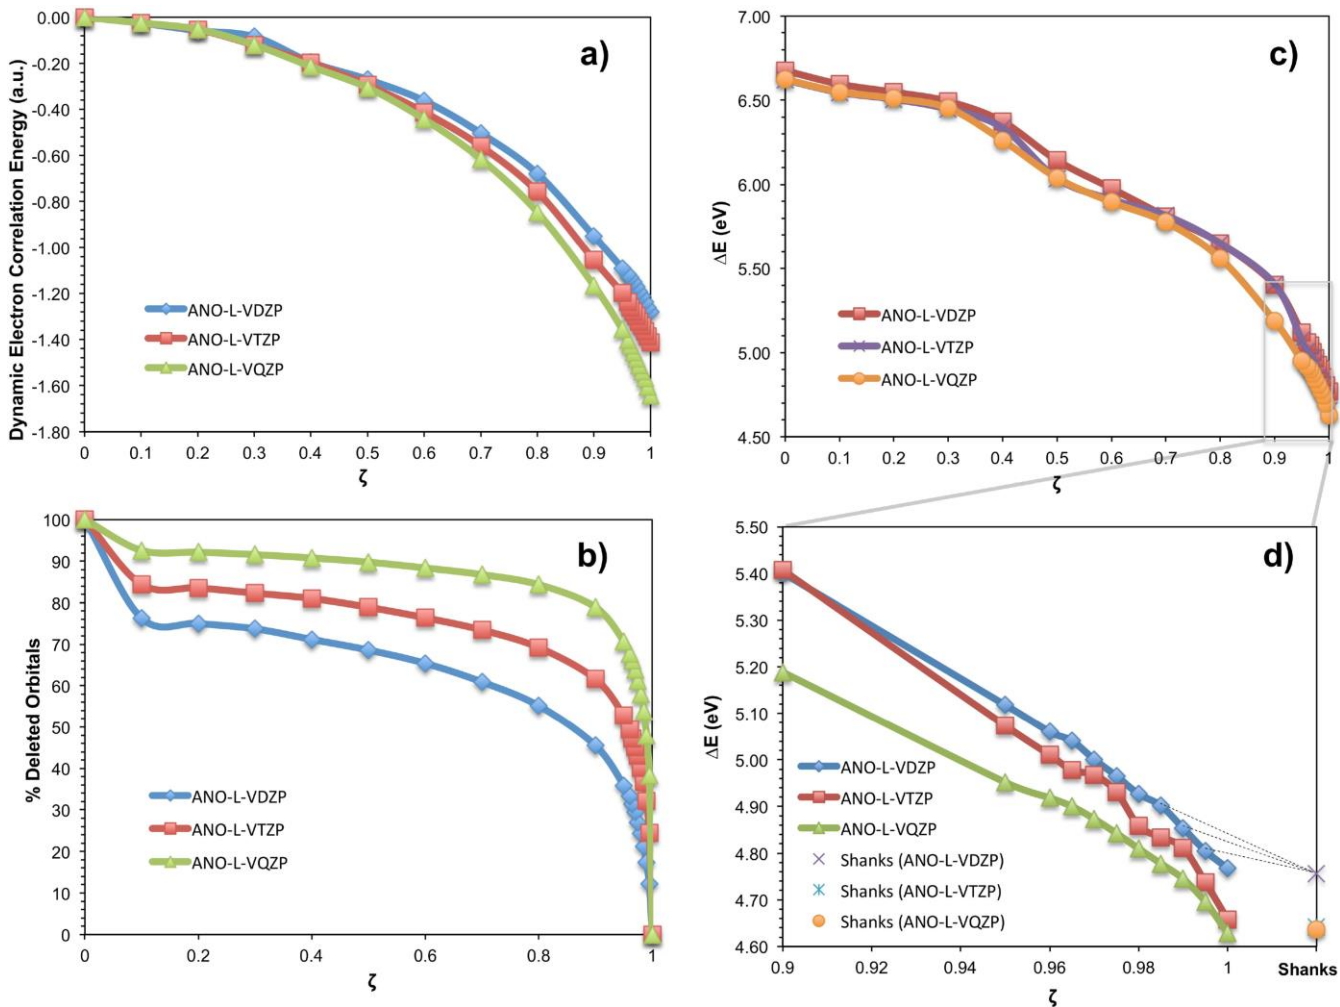 a)
Dynamic Electron Correlation Energy (a.u.)
0.00
-0.20
-0.40
-0.60
-0.80
-1.00
-1.20
-1.40
-1.60
-1.80
ANO-L-VDZP
ANO-L-VTZP
ANO-L-VQZP
0 0.1 0.2 0.3 0.4 0.5 0.6 0.7 0.8 0.9 1
ζ
c)
ΔE (eV)
7.00
6.50
6.00
5.50
5.00
4.50
ANO-L-VDZP
ANO-L-VTZP
ANO-L-VQZP
0 0.1 0.2 0.3 0.4 0.5 0.6 0.7 0.8 0.9 1
ζ
b)
% Deleted Orbitals
100
90
80
70
60
50
40
30
20
10
0
ANO-L-VDZP
ANO-L-VTZP
ANO-L-VQZP
0 0.2 0.4 0.6 0.8 1
ζ
d)
ΔE (eV)
5.50
5.40
5.30
5.20
5.10
5.00
4.90
4.80
4.70
4.60
ANO-L-VDZP
ANO-L-VTZP
ANO-L-VQZP
Shanks (ANO-L-VDZP)
Shanks (ANO-L-VTZP)
Shanks (ANO-L-VQZP)
0.9 0.92 0.94 0.96 0.98 1 Shanks
ζ